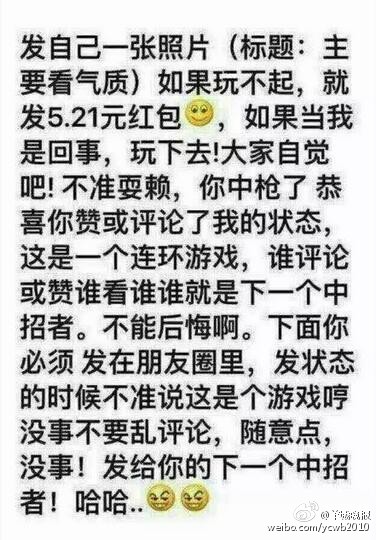 发自己一张照片（标题：主
要看气质）如果玩不起，就
发5.21元红包，如果当我
是回事，玩下去!大家自觉
吧! 不准耍赖，你中枪了 恭
喜你赞或评论了我的状态，
这是一个连环游戏，谁评论
或赞谁看谁谁就是下一个中
招者。不能后悔啊。下面你
必须 发在朋友圈里，发状态
的时候不准说这是个游戏哼
没事不要乱评论，随意点，
没事！发给你的下一个中招
者！哈哈..
@羊城晚报
weibo.com/ycwb2010